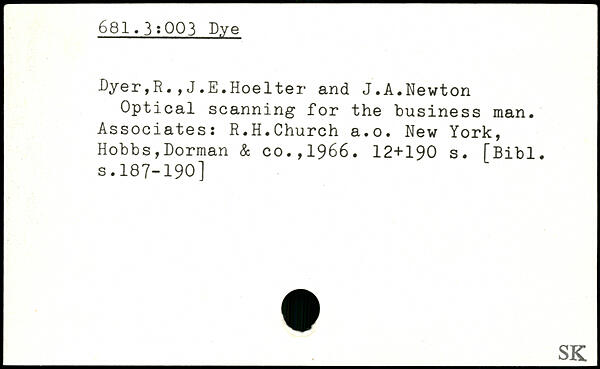 681.3:003 Dye
Dyer,R.,J.E.Hoelter and J.A.Newton
Optical scanning for the business man.
Associates: R.H.Church a.o. New York,
Hobbs,Dorman & co.,1966. 12+190 s. [Bibl.
s.187-190]
SK